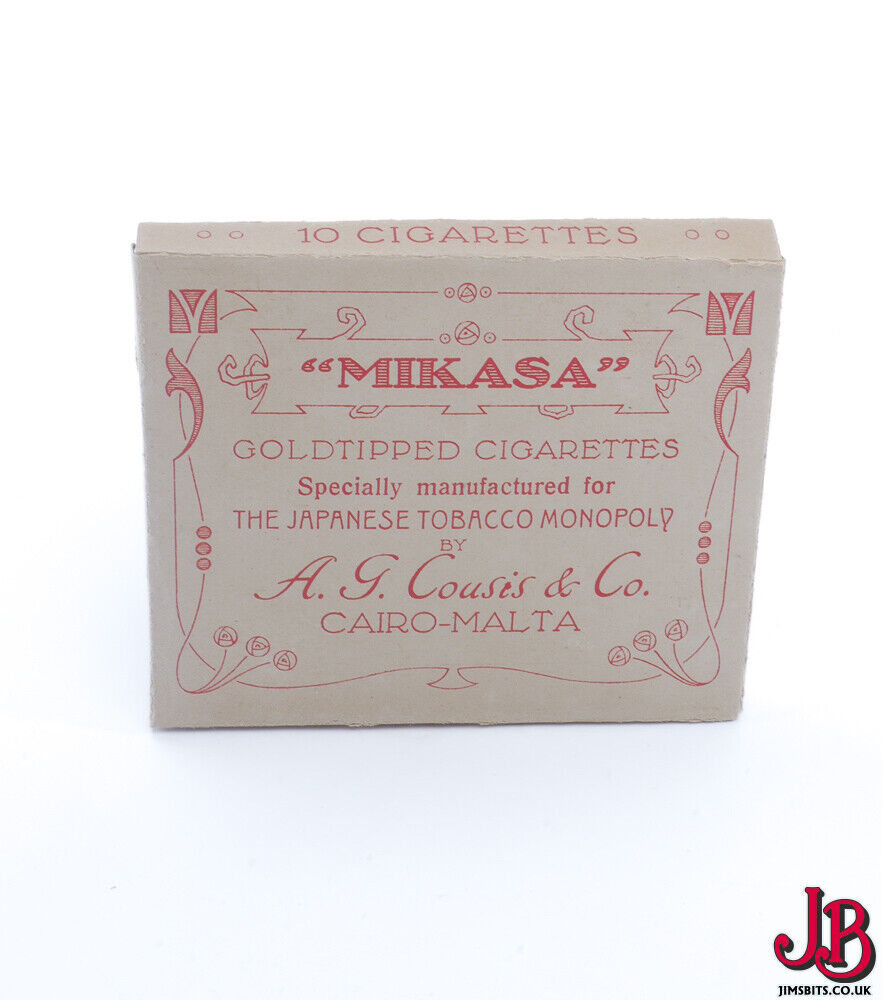 10 CIGARETTES
M M
“MIKASA”
GOLDTIPPED CIGARETTES
Specially manufactured for
THE JAPANESE TOBACCO MONOPOLY
BY
A. G. Cousis & Co.
CAIRO-MALTA
JB
JIMSBITS.CO.UK